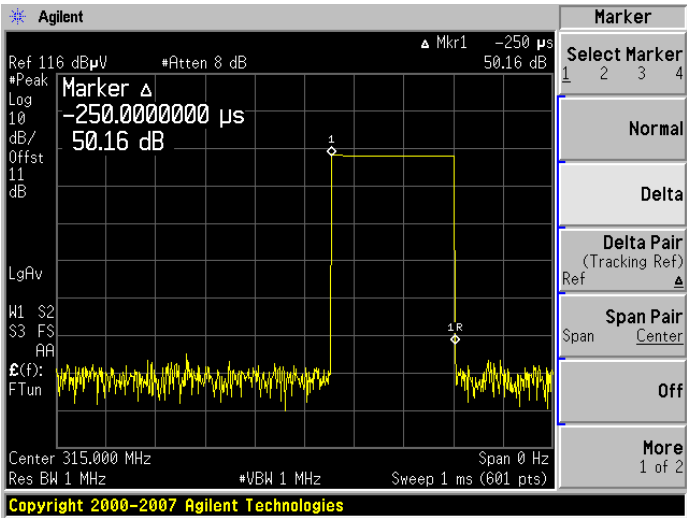 Agilent
Marker
Δ Mkr1 -250 µs
Ref 116 dBµV #Atten 8 dB 50.16 dB
#Peak
Log
10
dB/
Offst
11
dB
Marker Δ
-250.0000000 µs
50.16 dB
1
1R
LgAv
W1 S2
S3 FS
AA
£(f):
FTun
Center 315.000 MHz Span 0 Hz
Res BW 1 MHz #VBW 1 MHz Sweep 1 ms (601 pts)
Select Marker
1 2 3 4
Normal
Delta
Delta Pair
(Tracking Ref)
Ref Δ
Span Pair
Span Center
Off
More
1 of 2
Copyright 2000-2007 Agilent Technologies